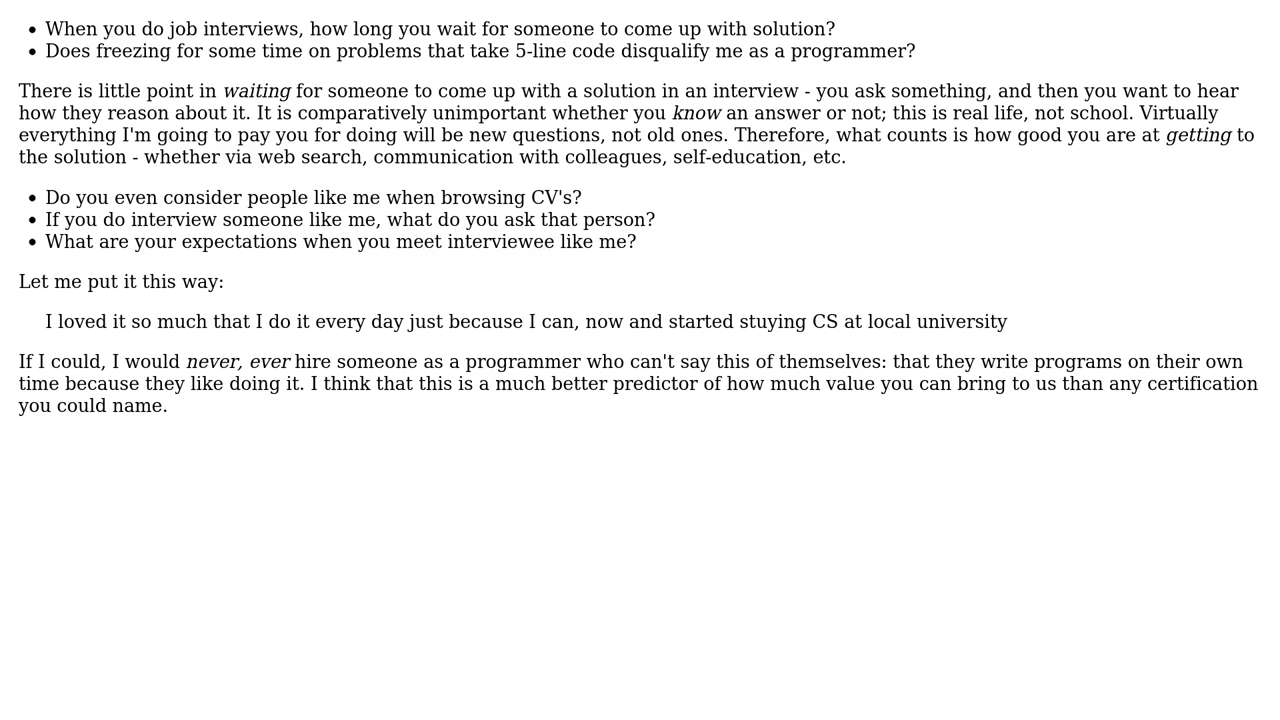 • When you do job interviews, how long you wait for someone to come up with solution?
• Does freezing for some time on problems that take 5-line code disqualify me as a programmer?
There is little point in waiting for someone to come up with a solution in an interview - you ask something, and then you want to hear
how they reason about it. It is comparatively unimportant whether you know an answer or not; this is real life, not school. Virtually
everything I'm going to pay you for doing will be new questions, not old ones. Therefore, what counts is how good you are at getting to
the solution - whether via web search, communication with colleagues, self-education, etc.
• Do you even consider people like me when browsing CV's?
• If you do interview someone like me, what do you ask that person?
• What are your expectations when you meet interviewee like me?
Let me put it this way:
I loved it so much that I do it every day just because I can, now and started stuying CS at local university
If I could, I would never, ever hire someone as a programmer who can't say this of themselves: that they write programs on their own
time because they like doing it. I think that this is a much better predictor of how much value you can bring to us than any certification
you could name.